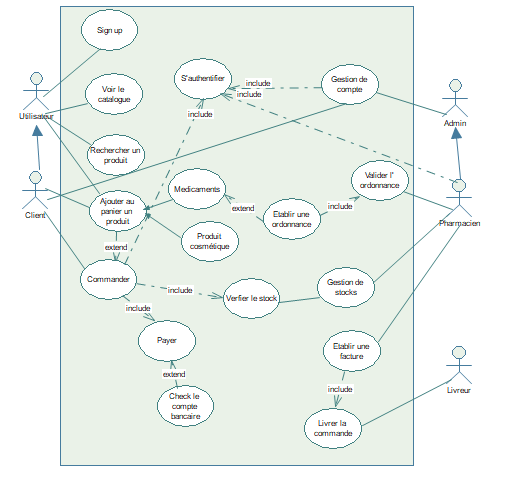 Sign up
S'authentifier
Gestion de
compte
include
include
Voir le
catalogue
include
Utilisateur
Admin
Rechercher un
produit
Valider l'
ordonnance
Medicaments
Ajouter au
panier un
produit
extend
include
Etablir une
ordonnance
Client
Pharmacien
Produit
cosmétique
extend
Commander
include
Verfier le stock
Gestion de
stocks
include
Payer
Etablir une
facture
extend
include
Livreur
Check le
compte
bancaire
Livrer la
commande